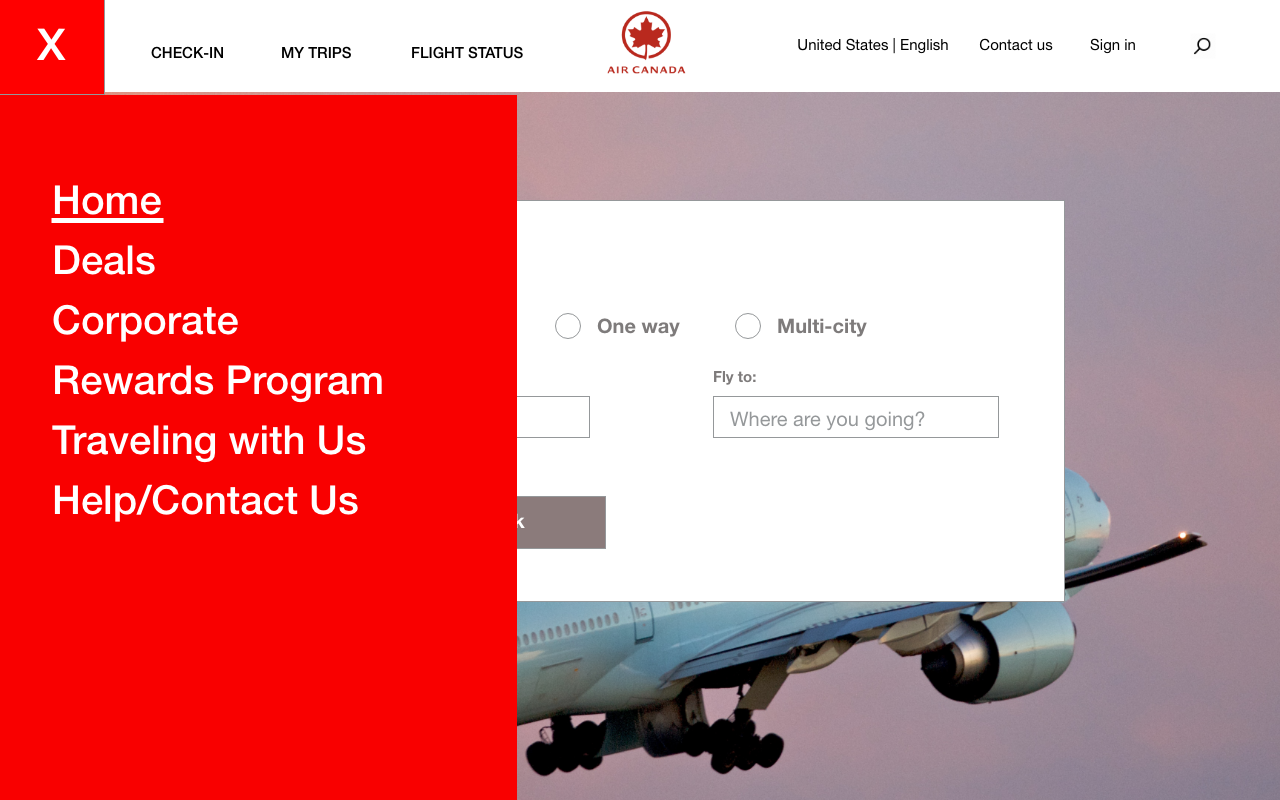 X
CHECK-IN
MY TRIPS
FLIGHT STATUS
AIR CANADA
United States | English
Contact us
Sign in
Home
Deals
Corporate
Rewards Program
Traveling with Us
Help/Contact Us
One way
Multi-city
Fly to:
Where are you going?
k